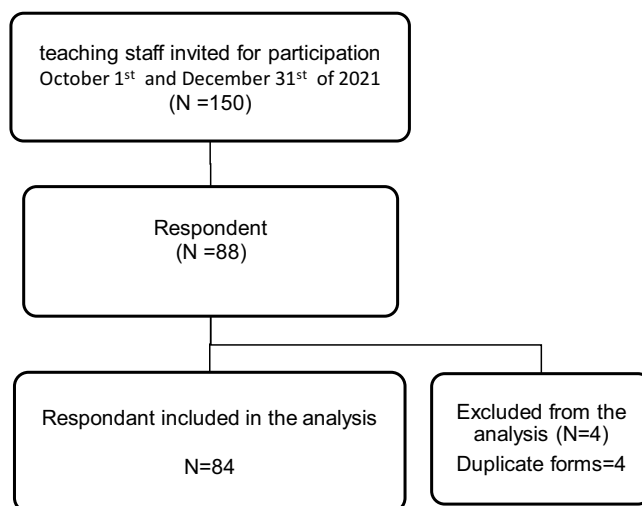 teaching staff invited for participation
October 1st and December 31st of 2021
(N =150)
Respondent
(N =88)
Respondant included in the analysis
N=84
Excluded from the
analysis (N=4)
Duplicate forms=4